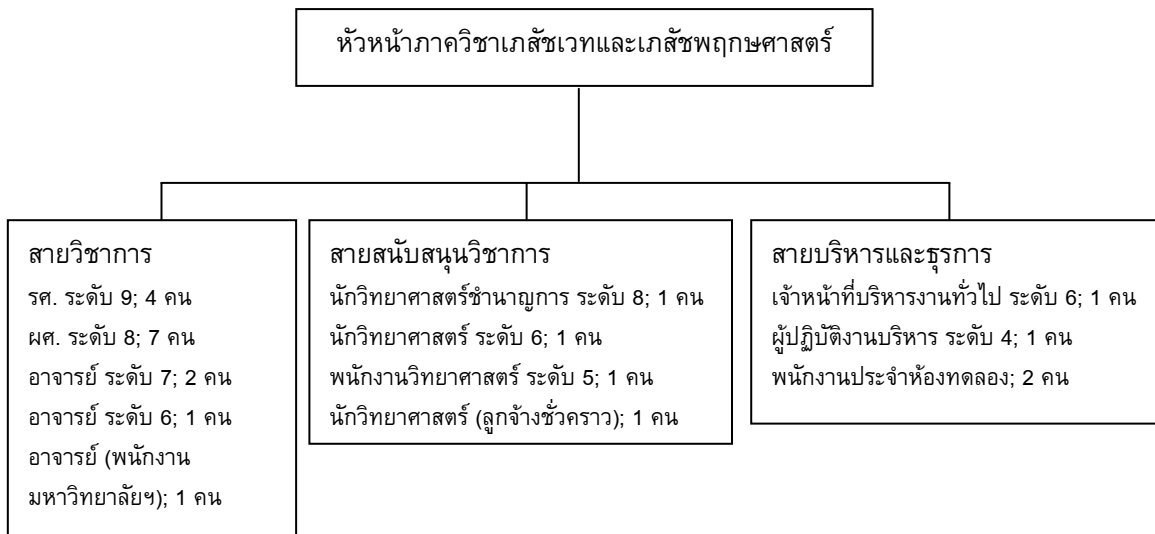 หัวหน้าภาควิชาเภสัชเวทและเภสัชพฤกษศาสตร์
สายวิชาการ
รศ. ระดับ 9; 4 คน
ผศ. ระดับ 8; 7 คน
อาจารย์ ระดับ 7; 2 คน
อาจารย์ ระดับ 6; 1 คน
อาจารย์ (พนักงาน
มหาวิทยาลัยฯ); 1 คน
สายสนับสนุนวิชาการ
นักวิทยาศาสตร์ชำนาญการ ระดับ 8; 1 คน
นักวิทยาศาสตร์ ระดับ 6; 1 คน
พนักงานวิทยาศาสตร์ ระดับ 5; 1 คน
นักวิทยาศาสตร์ (ลูกจ้างชั่วคราว); 1 คน
สายบริหารและธุรการ
เจ้าหน้าที่บริหารงานทั่วไป ระดับ 6; 1 คน
ผู้ปฏิบัติงานบริหาร ระดับ 4; 1 คน
พนักงานประจำห้องทดลอง; 2 คน